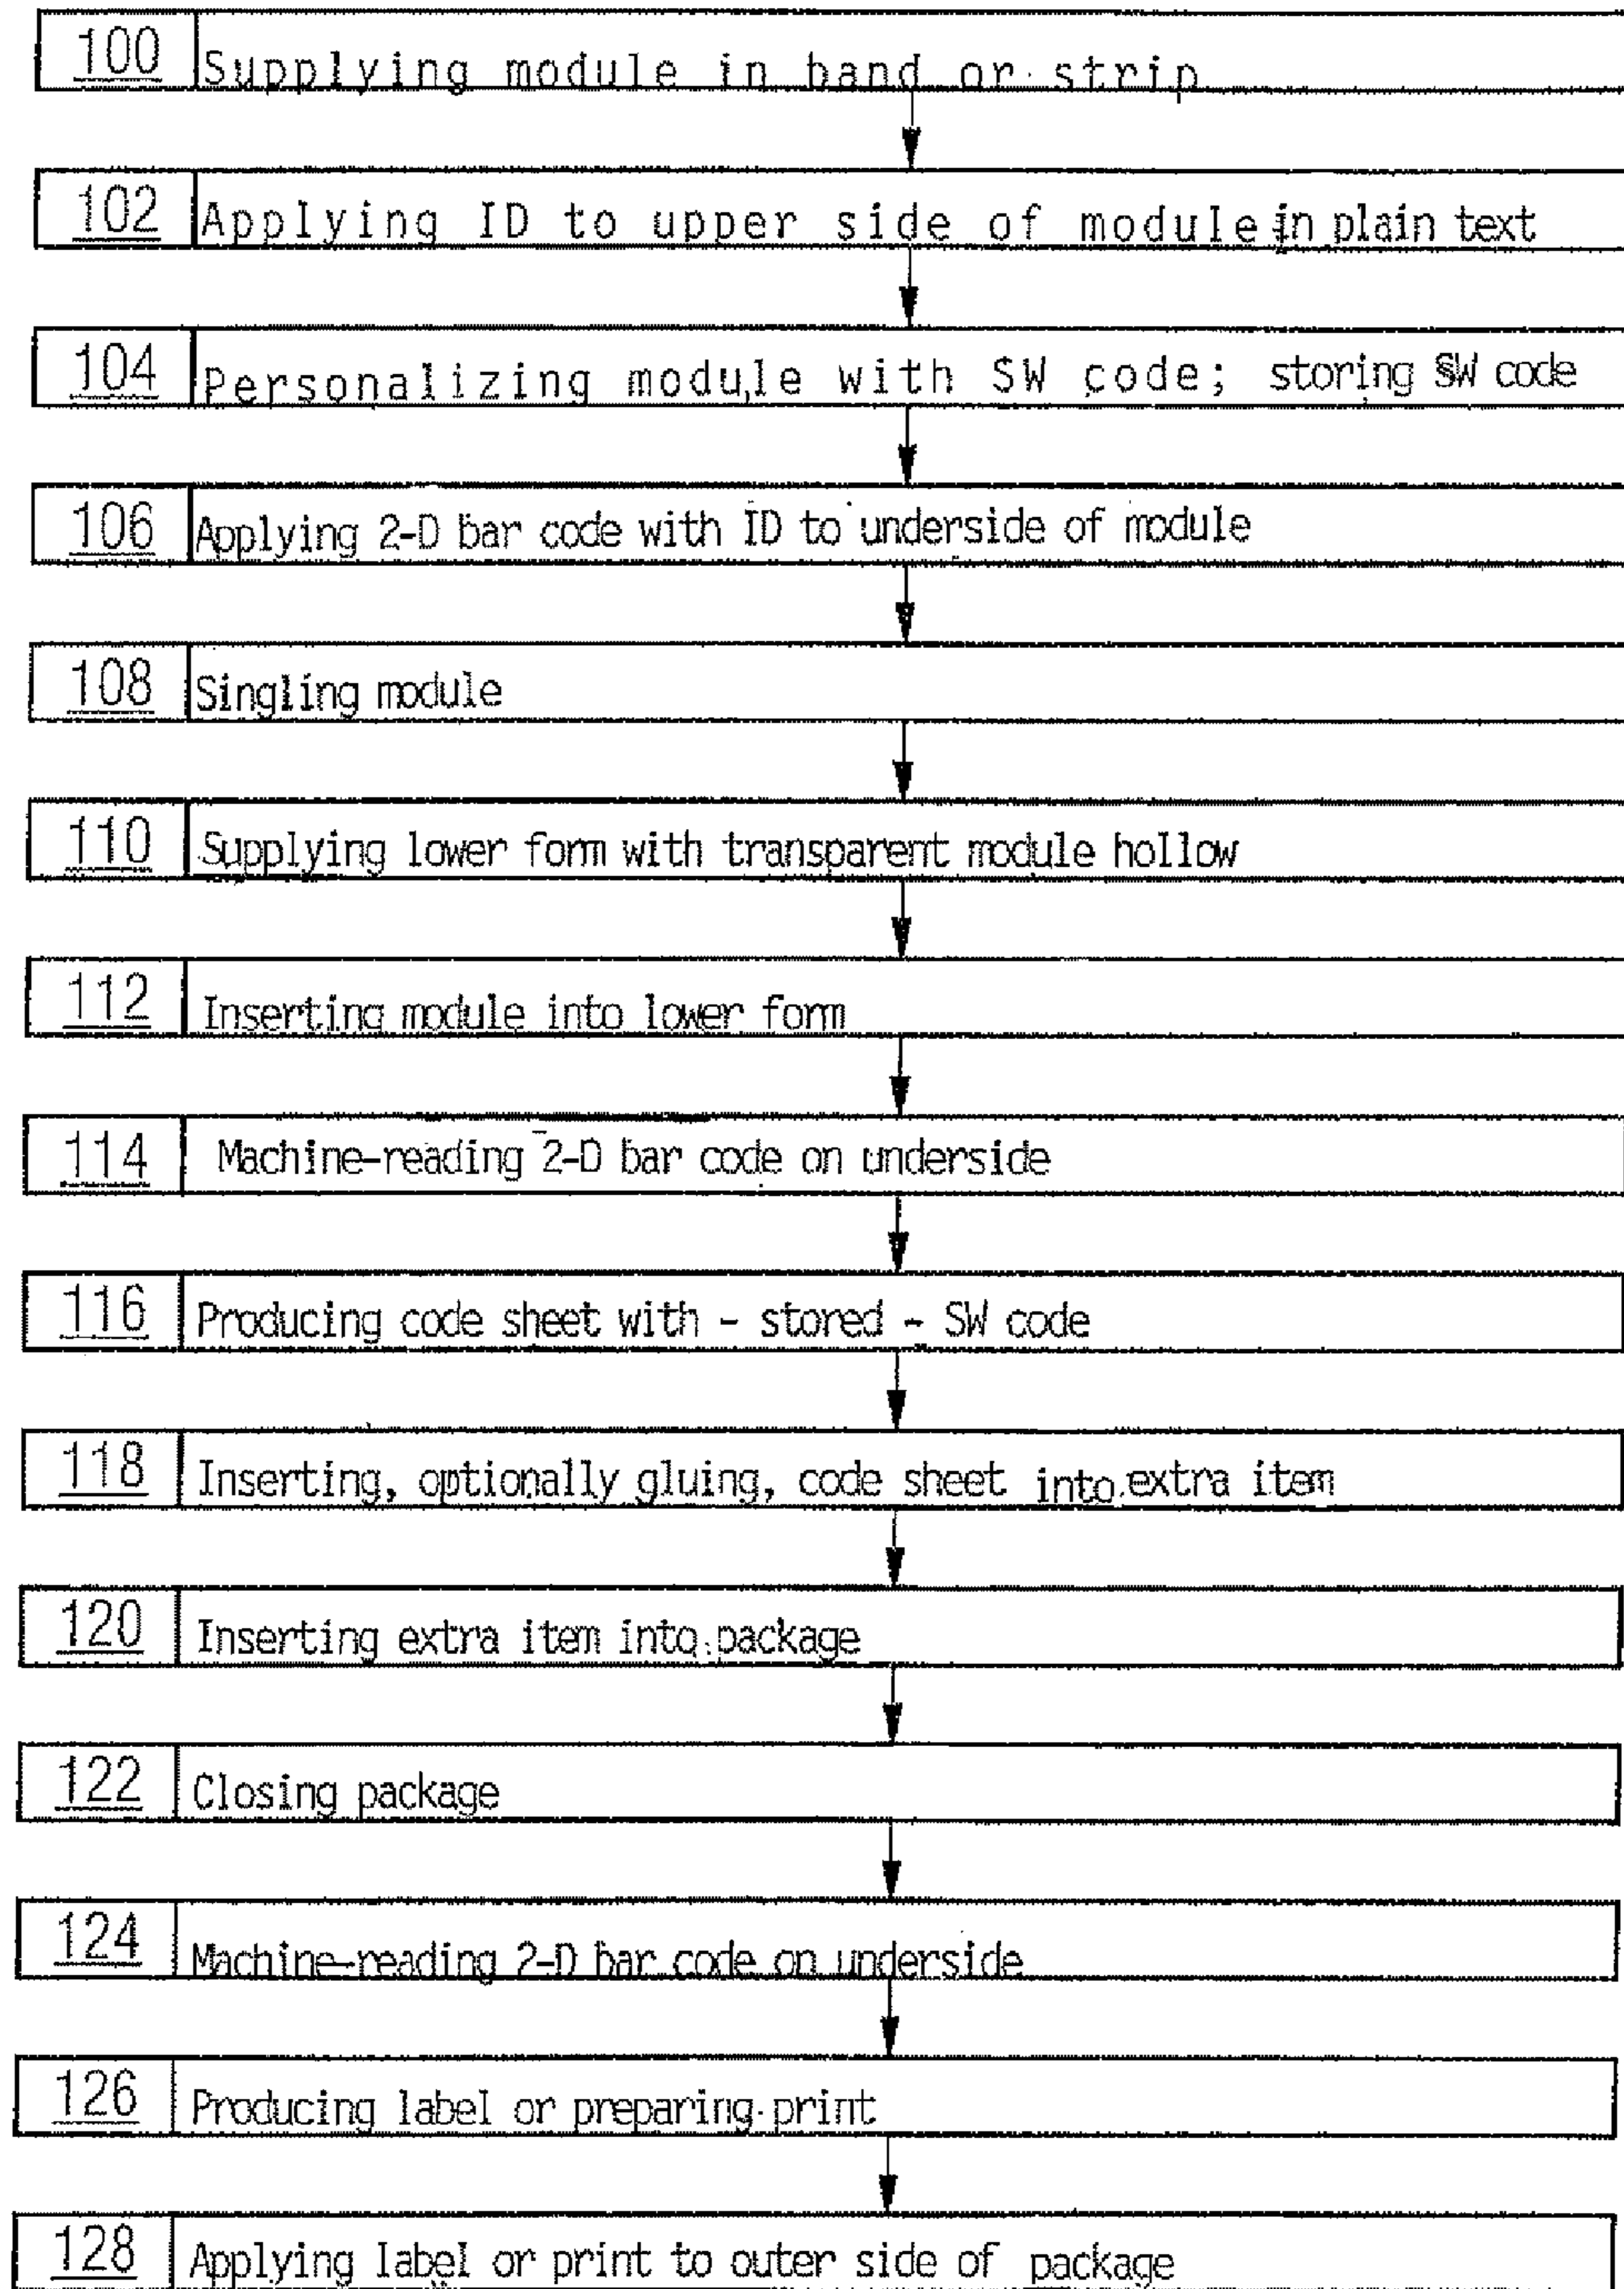 100 Supplying module in band or strip
102 Applying ID to upper side of module in plain text
104 Personalizing module with SW code; storing SW code
106 Applying 2-D bar code with ID to underside of module
108 Singling module
110 Supplying lower form with transparent module hollow
112 Inserting module into lower form
114 Machine-reading 2-D bar code on underside
116 Producing code sheet with - stored - SW code
118 Inserting, optionally gluing, code sheet into extra item
120 Inserting extra item into package
122 Closing package
124 Machine-reading 2-D bar code on underside
126 Producing label or preparing print
128 Applying label or print to outer side of package